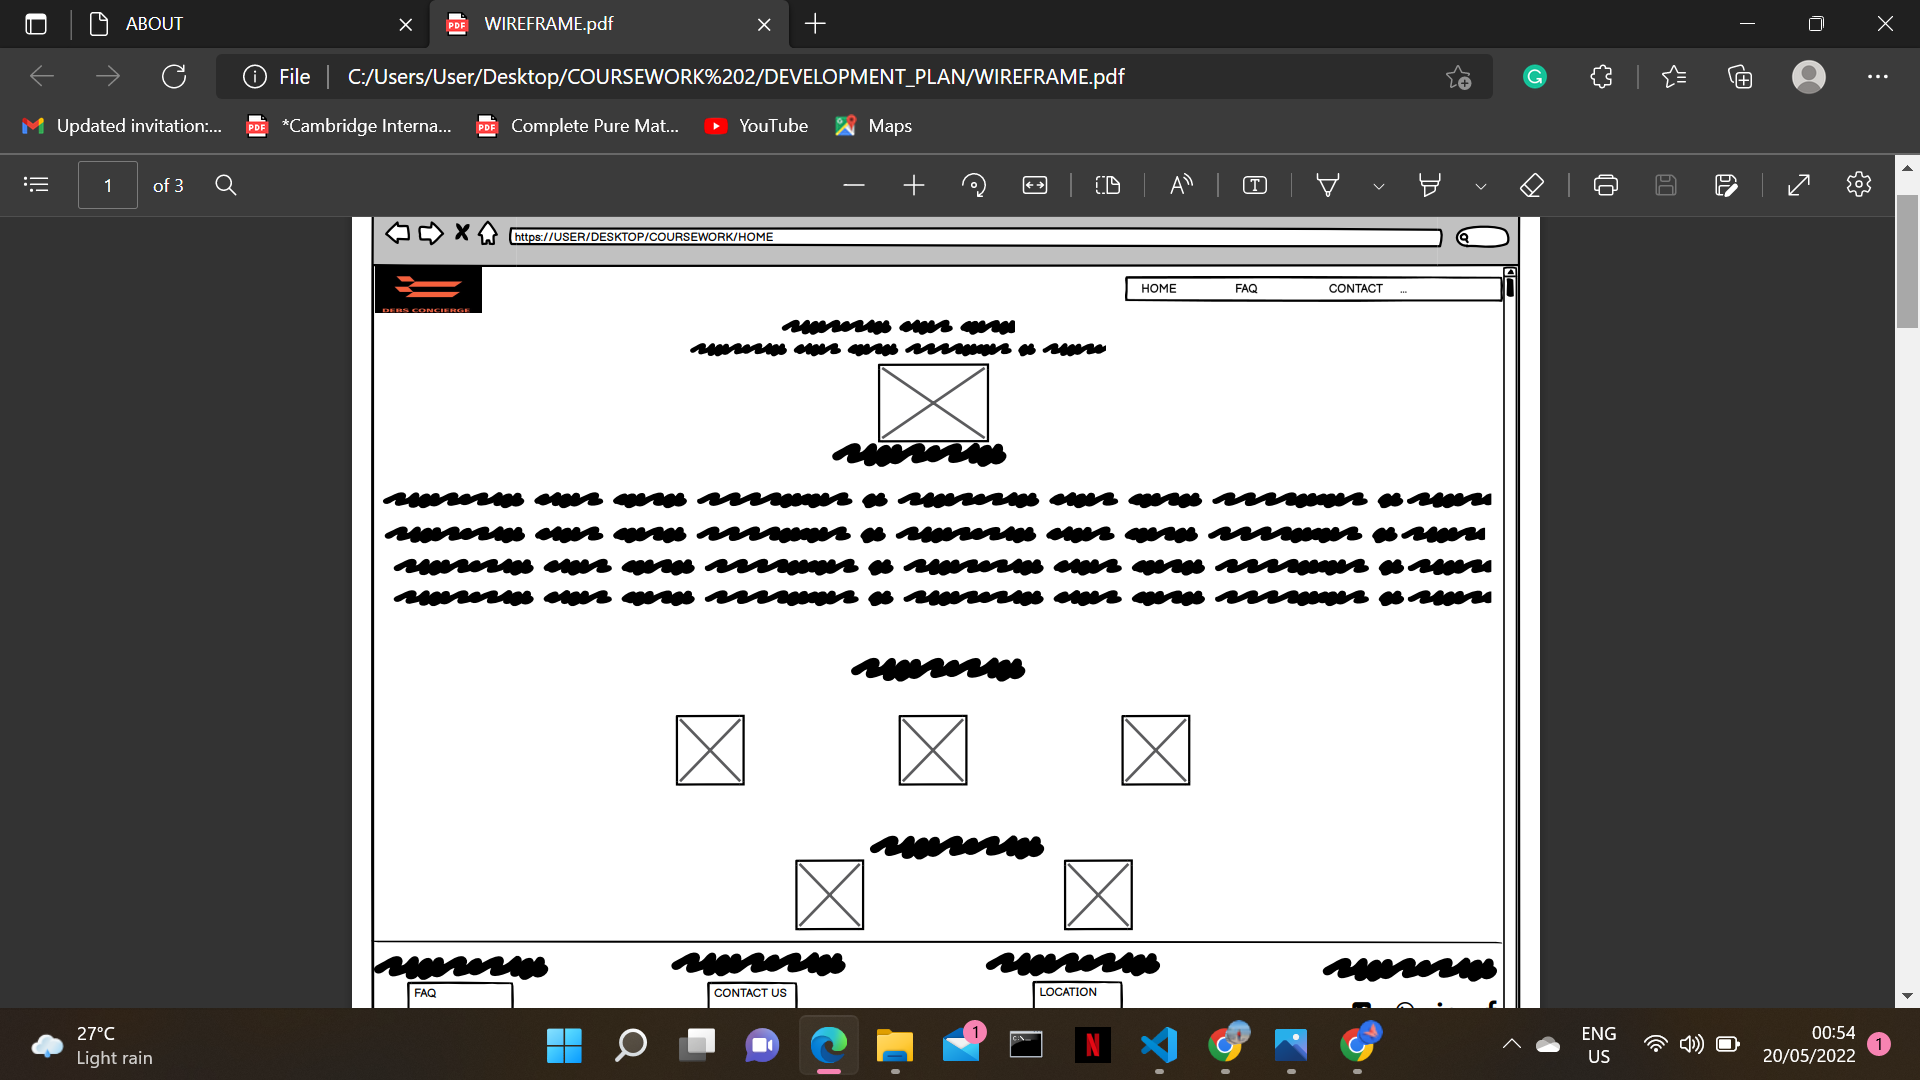 ABOUT
WIREFRAME.pdf
File
C:/Users/User/Desktop/COURSEWORK%202/DEVELOPMENT_PLAN/WIREFRAME.pdf
Updated invitation:...
*Cambridge Interna...
Complete Pure Mat...
YouTube
Maps
1 of 3
https://USER/DESKTOP/COURSEWORK/HOME
DEBS CONCIERGE
HOME FAQ CONTACT ...
FAQ
CONTACT US
LOCATION
27°C
Light rain
1
ENG
US
00:54
20/05/2022
1